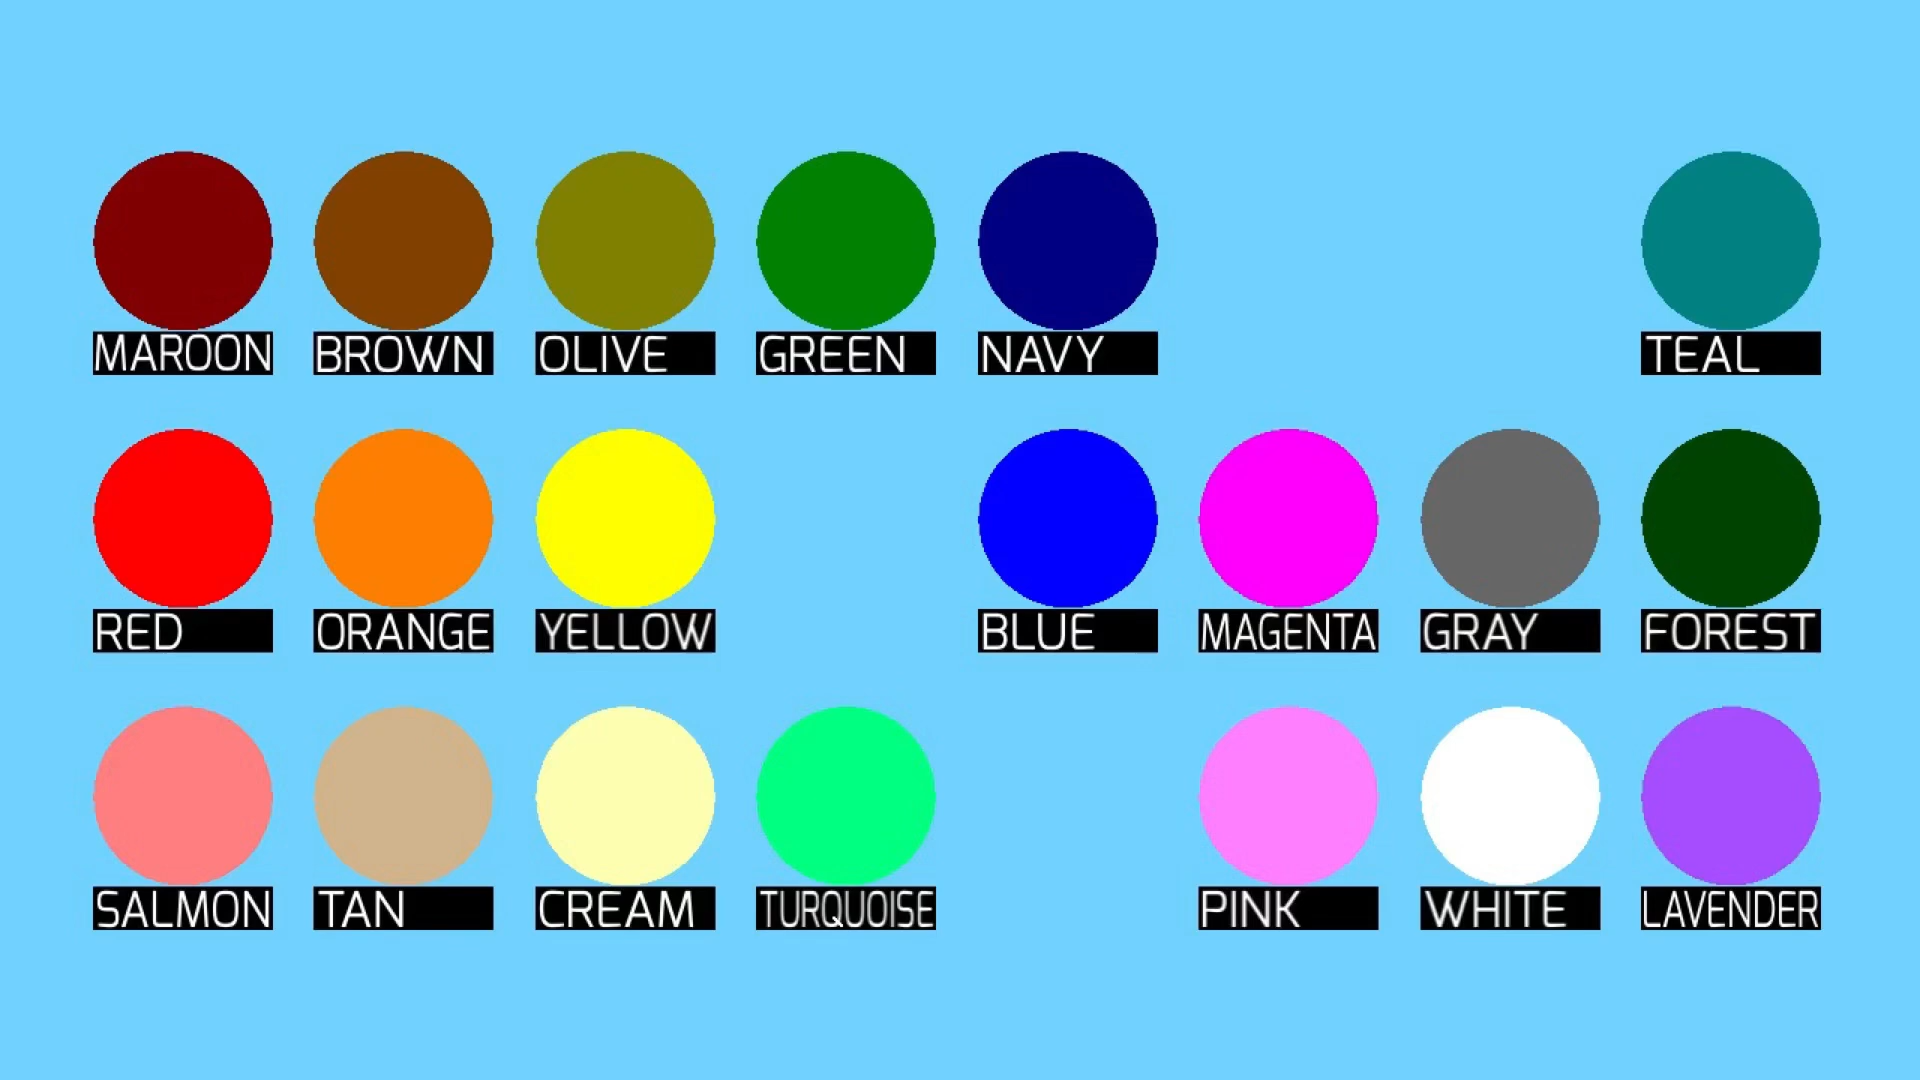 MAROON BROWN OLIVE GREEN NAVY TEAL
RED ORANGE YELLOW BLUE MAGENTA GRAY FOREST
SALMON TAN CREAM TURQUOISE PINK WHITE LAVENDER